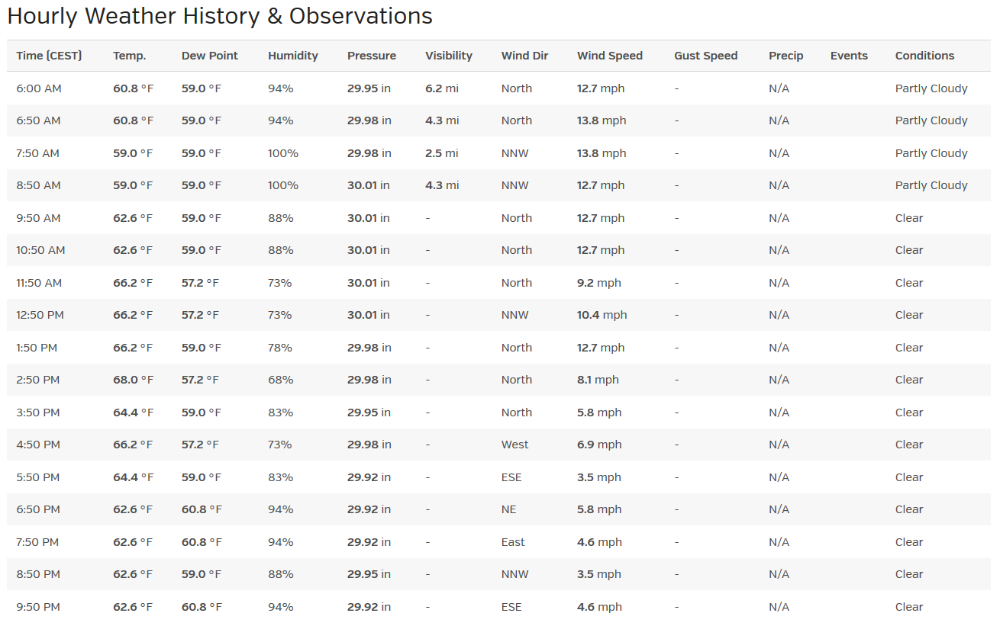 Hourly Weather History & Observations
Time (CEST) Temp. Dew Point Humidity Pressure Visibility Wind Dir Wind Speed Gust Speed Precip Events Conditions
6:00 AM 60.8 °F 59.0 °F 94% 29.95 in 6.2 mi North 12.7 mph - N/A Partly Cloudy
6:50 AM 60.8 °F 59.0 °F 94% 29.98 in 4.3 mi North 13.8 mph - N/A Partly Cloudy
7:50 AM 59.0 °F 59.0 °F 100% 29.98 in 2.5 mi NNW 13.8 mph - N/A Partly Cloudy
8:50 AM 59.0 °F 59.0 °F 100% 30.01 in 4.3 mi NNW 12.7 mph - N/A Partly Cloudy
9:50 AM 62.6 °F 59.0 °F 88% 30.01 in - North 12.7 mph - N/A Clear
10:50 AM 62.6 °F 59.0 °F 88% 30.01 in - North 12.7 mph - N/A Clear
11:50 AM 66.2 °F 57.2 °F 73% 30.01 in - North 9.2 mph - N/A Clear
12:50 PM 66.2 °F 57.2 °F 73% 30.01 in - NNW 10.4 mph - N/A Clear
1:50 PM 66.2 °F 59.0 °F 78% 29.98 in - North 12.7 mph - N/A Clear
2:50 PM 68.0 °F 57.2 °F 68% 29.98 in - North 8.1 mph - N/A Clear
3:50 PM 64.4 °F 59.0 °F 83% 29.95 in - North 5.8 mph - N/A Clear
4:50 PM 66.2 °F 57.2 °F 73% 29.98 in - West 6.9 mph - N/A Clear
5:50 PM 64.4 °F 59.0 °F 83% 29.92 in - ESE 3.5 mph - N/A Clear
6:50 PM 62.6 °F 60.8 °F 94% 29.92 in - NE 5.8 mph - N/A Clear
7:50 PM 62.6 °F 60.8 °F 94% 29.92 in - East 4.6 mph - N/A Clear
8:50 PM 62.6 °F 59.0 °F 88% 29.95 in - NNW 3.5 mph - N/A Clear
9:50 PM 62.6 °F 60.8 °F 94% 29.92 in - ESE 4.6 mph - N/A Clear